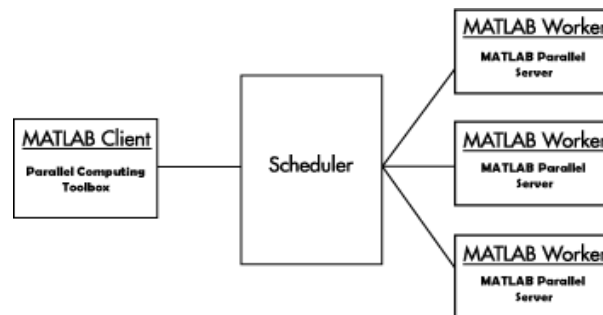 MATLAB Client
Parallel Computing
Toolbox
Scheduler
MATLAB Worker
MATLAB Parallel
Server
MATLAB Worker
MATLAB Parallel
Server
MATLAB Worker
MATLAB Parallel
Server